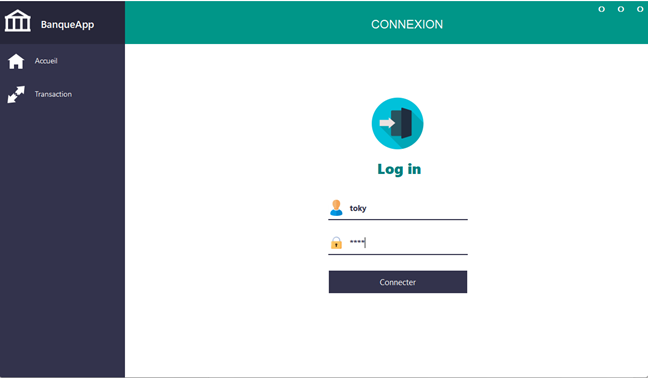 BanqueApp
CONNEXION
O O O
Accueil
Transaction
Log in
toky
****
Connecter